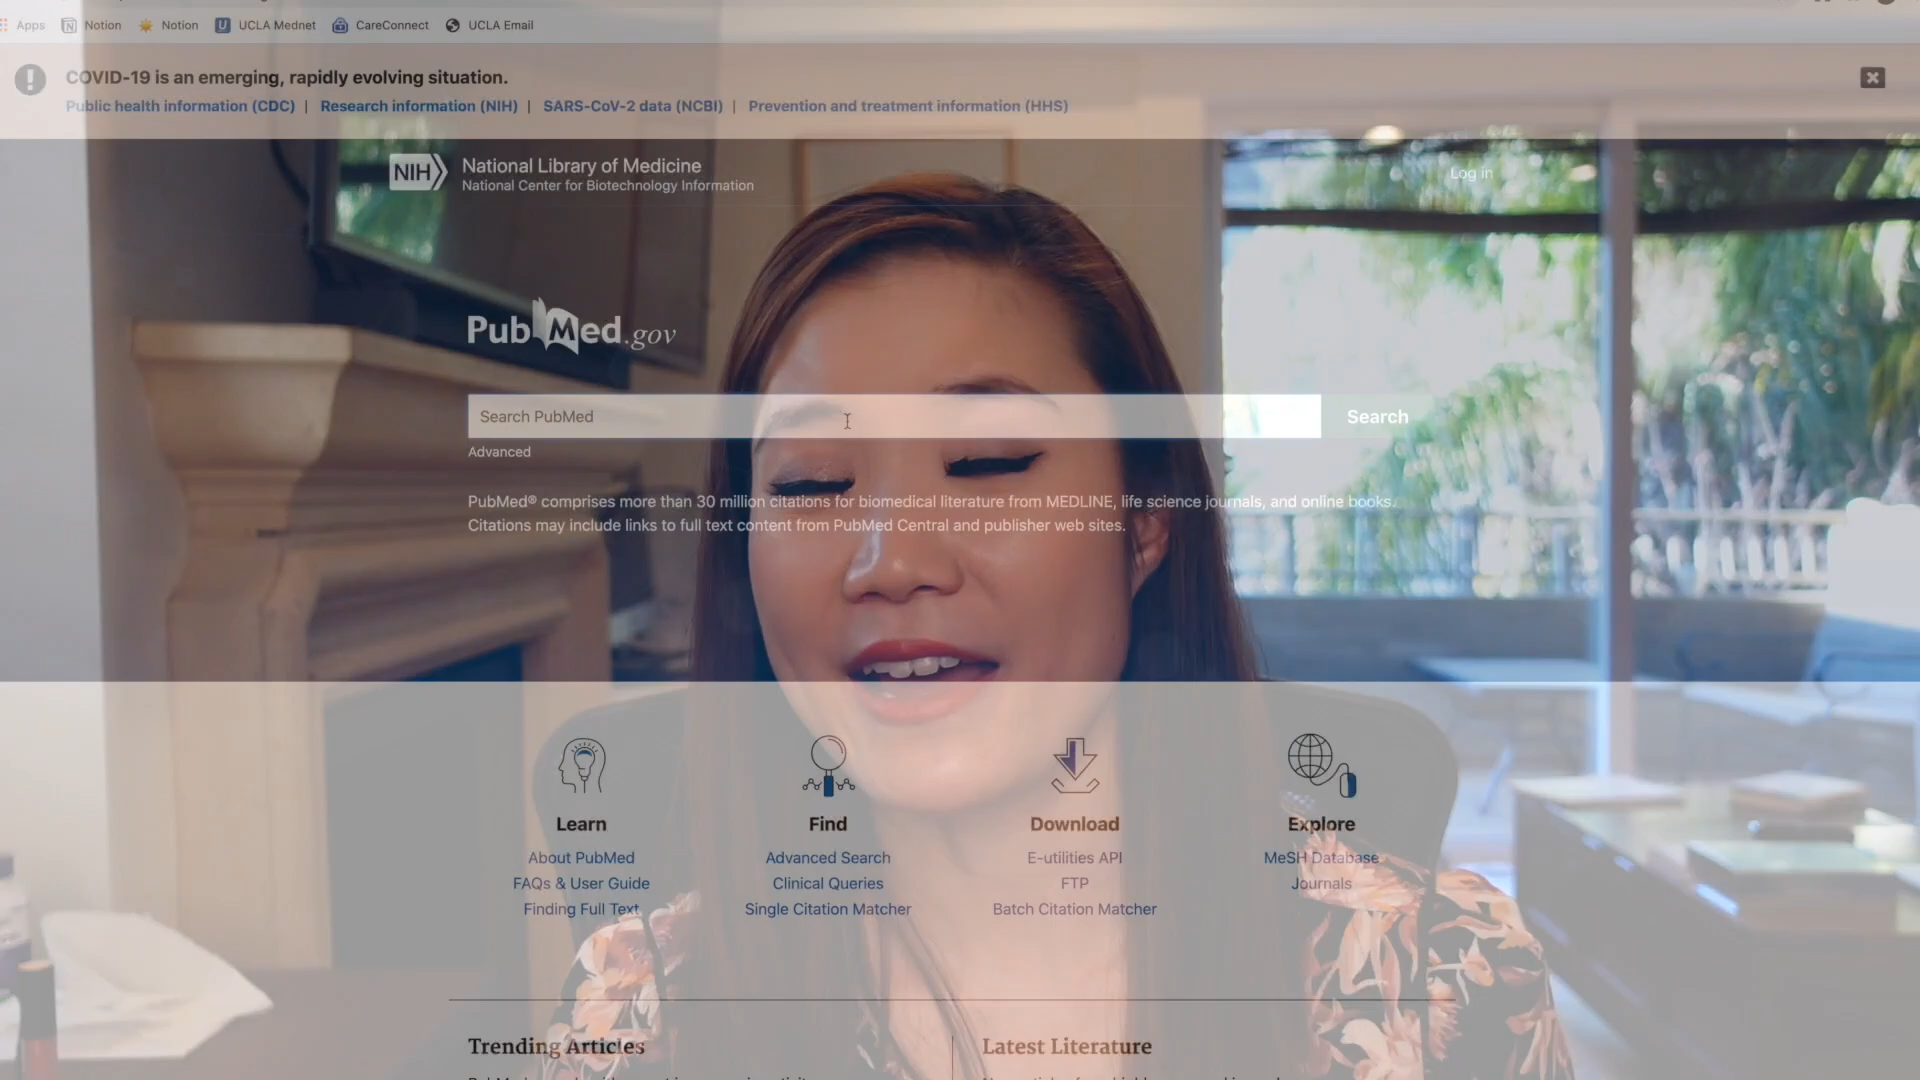 Apps Notion Notion UCLA Mednet CareConnect UCLA Email
COVID-19 is an emerging, rapidly evolving situation.
Public health information (CDC) | Research information (NIH) | SARS-CoV-2 data (NCBI) | Prevention and treatment information (HHS)
NIH National Library of Medicine
National Center for Biotechnology Information
Log in
PubMed.gov
Search PubMed Search
Advanced
PubMed® comprises more than 30 million citations for biomedical literature from MEDLINE, life science journals, and online books.
Citations may include links to full text content from PubMed Central and publisher web sites.
Learn
About PubMed
FAQs & User Guide
Finding Full Text
Find
Advanced Search
Clinical Queries
Single Citation Matcher
Download
E-utilities API
FTP
Batch Citation Matcher
Explore
MeSH Database
Journals
Trending Articles
Latest Literature